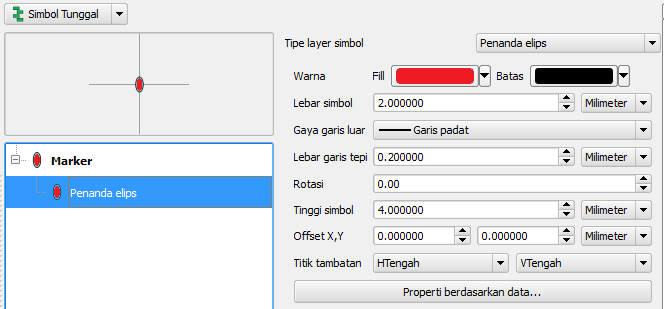 Simbol Tunggal
Marker
Penanda elips
Tipe layer simbol Penanda elips
Warna Fill Batas
Lebar simbol 2.000000 Milimeter
Gaya garis luar Garis padat
Lebar garis tepi 0.200000 Milimeter
Rotasi 0.00
Tinggi simbol 4.000000 Milimeter
Offset X,Y 0.000000 0.000000 Milimeter
Titik tambatan HTengah VTengah
Properti berdasarkan data...